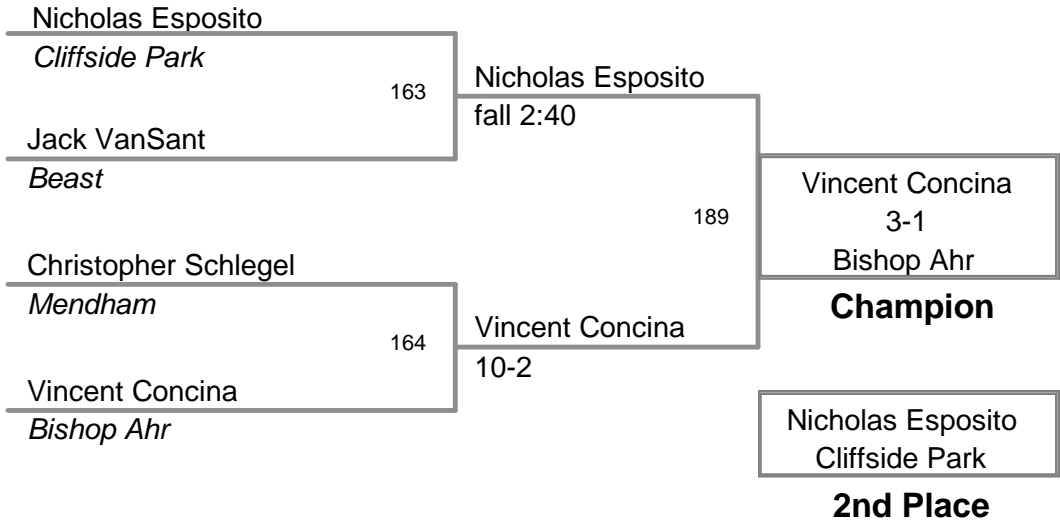 Nicholas Esposito
Cliffside Park
163
Jack VanSant
Beast
Nicholas Esposito
fall 2:40
Christopher Schlegel
Mendham
164
Vincent Concina
Bishop Ahr
Vincent Concina
10-2
189
Vincent Concina
3-1
Bishop Ahr
Champion
Nicholas Esposito
Cliffside Park
2nd Place